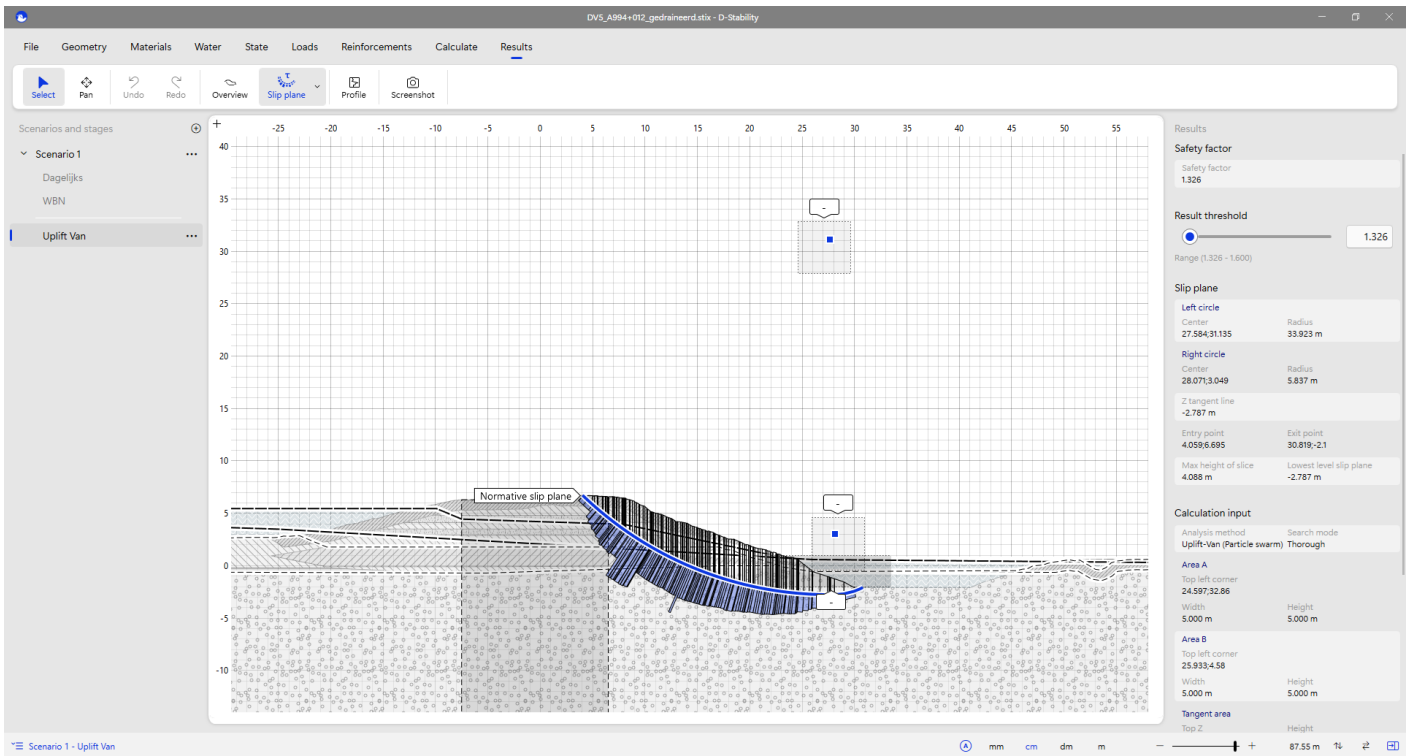 DV5_A994+012_gedraineerd.stix - D-Stability
File Geometry Materials Water State Loads Reinforcements Calculate Results
Select Pan Undo Redo Overview Slip plane Profile Screenshot
Scenarios and stages
Scenario 1
Dagelijks
WBN
Uplift Van
-25 -20 -15 -10 -5 0 5 10 15 20 25 30 35 40 45 50 55
40
35
30
25
20
15
10
5
0
-5
-10
-
-
Normative slip plane
-
Results
Safety factor
Safety factor
1.326
Result threshold
1.326
Range (1.326 - 1.600)
Slip plane
Left circle
Center Radius
27.584;31.135 33.923 m
Right circle
Center Radius
28.071;3.049 5.837 m
Z tangent line
-2.787 m
Entry point Exit point
4.059;6.695 30.819;-2.1
Max height of slice Lowest level slip plane
4.088 m -2.787 m
Calculation input
Analysis method Search mode
Uplift-Van (Particle swarm) Thorough
Area A
Top left corner
24.597;32.86
Width Height
5.000 m 5.000 m
Area B
Top left corner
25.933;4.58
Width Height
5.000 m 5.000 m
Tangent area
Top Z Height
Scenario 1 - Uplift Van
A mm cm dm m
87.55 m